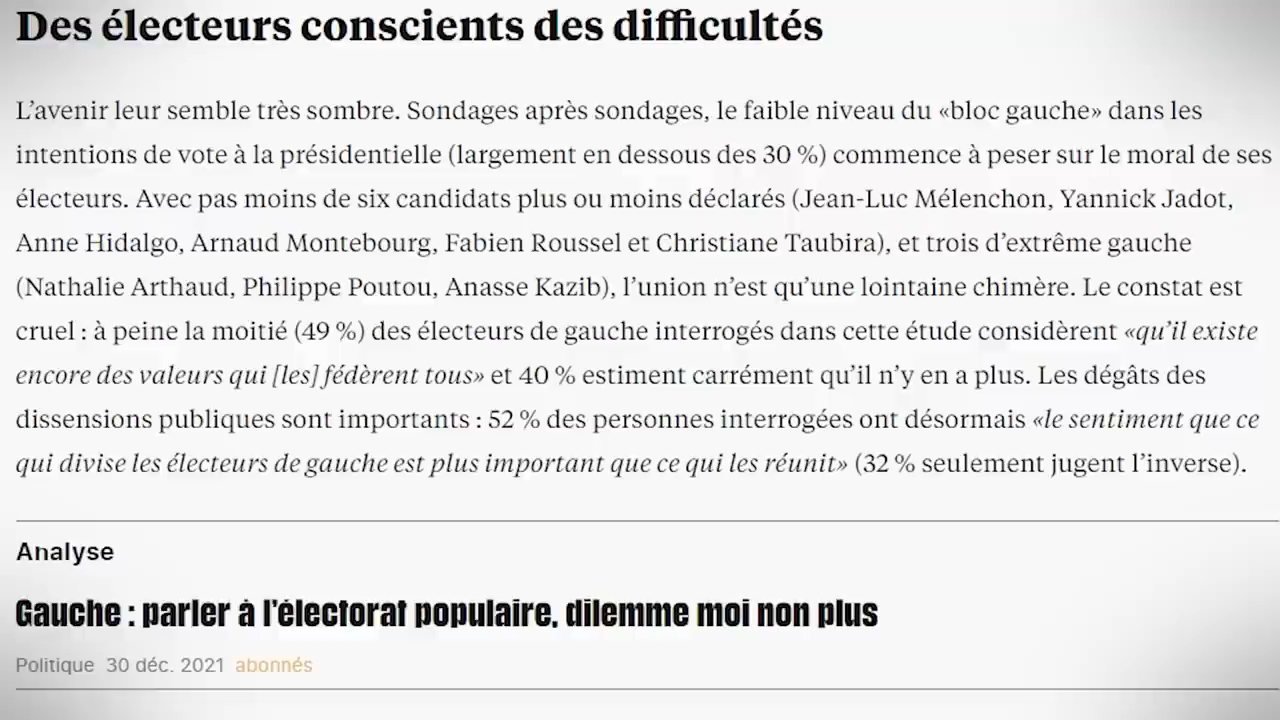 Des électeurs conscients des difficultés
L’avenir leur semble très sombre. Sondages après sondages, le faible niveau du «bloc gauche» dans les
intentions de vote à la présidentielle (largement en dessous des 30 %) commence à peser sur le moral de ses
électeurs. Avec pas moins de six candidats plus ou moins déclarés (Jean-Luc Mélenchon, Yannick Jadot,
Anne Hidalgo, Arnaud Montebourg, Fabien Roussel et Christiane Taubira), et trois d’extrême gauche
(Nathalie Arthaud, Philippe Poutou, Anasse Kazib), l’union n’est qu’une lointaine chimère. Le constat est
cruel : à peine la moitié (49 %) des électeurs de gauche interrogés dans cette étude considèrent «qu’il existe
encore des valeurs qui [les] fédèrent tous» et 40 % estiment carrément qu’il n’y en a plus. Les dégâts des
dissensions publiques sont importants : 52 % des personnes interrogées ont désormais «le sentiment que ce
qui divise les électeurs de gauche est plus important que ce qui les réunit» (32 % seulement jugent l’inverse).
Analyse
Gauche : parler à l’électorat populaire, dilemme moi non plus
Politique 30 déc. 2021 abonnés